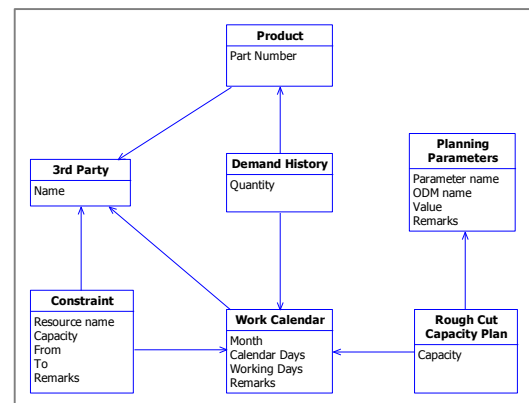 Product
Part Number
3rd Party
Name
Demand History
Quantity
Planning
Parameters
Parameter name
ODM name
Value
Remarks
Constraint
Resource name
Capacity
From
To
Remarks
Work Calendar
Month
Calendar Days
Working Days
Remarks
Rough Cut
Capacity Plan
Capacity